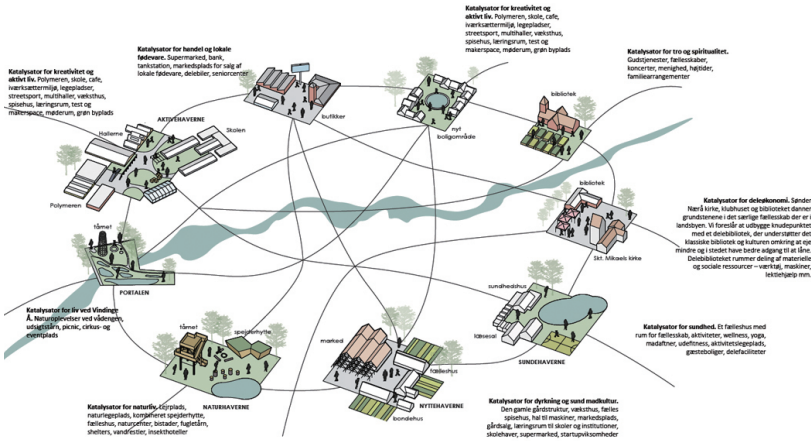 Katalysator for kreativitet og
aktivt liv. Polymeren, skole, cafe,
iværksættermiljø, legepladser,
streetsport, multihaller, væksthus,
spisehus, læringsrum, test og
makerspace, møderum, grøn byplads
Katalysator for handel og lokale
fødevare. Supermarked, bank,
tankstation, markedsplads for salg af
lokale fødevare, delebiler, seniorcenter
Katalysator for kreativitet og
aktivt liv. Polymeren, skole, cafe,
iværksættermiljø, legepladser,
streetsport, multihaller, væksthus,
spisehus, læringsrum, test og
makerspace, møderum, grøn byplads
Katalysator for tro og spiritualitet.
Gudstjenester, fællesskaber,
koncerter, menighed, højtider,
familiearrangementer
AKTIVEHAVERNE
Hallerne
Skolen
Polymeren
butikker
nyt
boligområde
bibliotek
bibliotek
Skt. Mikaels kirke
Katalysator for deleøkonomi. Sønder
Nærå kirke, klubhuset og biblioteket danner
grundstenene i det særlige fællesskab der er i
landsbyen. Vi foreslår at udbygge knudepunktet
med et delebibliotek, der understøtter det
klassiske bibliotek og kulturen omkring at eje
mindre og i stedet have bedre adgang til at låne.
Delebiblioteket rummer deling af materielle
og sociale ressourcer – værktøj, maskiner,
lektiehjælp mm.
tårnet
PORTALEN
Katalysator for liv ved Vindinge
Å. Naturoplevelser ved vådengen,
udsigtstårn, picnic, cirkus- og
eventplads
tårnet
spejderhytte
NATURHAVERNE
Katalysator for naturliv. Lejrplads,
naturlegeplads, kombineret spejderhytte,
fælleshus, naturcenter, bistader, fugletårn,
shelters, vandrestier, insekthoteller
marked
fælleshus
bondehus
NYTTEHAVERNE
sundhedshus
læsesal
SUNDEHAVERNE
Katalysator for sundhed. Et fælleshus med
rum for fællesskab, aktiviteter, wellness, yoga,
madaftner, udefitness, aktivitetslegeplads,
gæsteboliger, delefaciliteter
Katalysator for dyrkning og sund madkultur.
Den gamle gårdstruktur, væksthus, fælles
spisehus, hal til maskiner, markedsplads,
gårdsalg, læringsrum til skoler og institutioner,
skolehaver, supermarked, startupvirksomheder